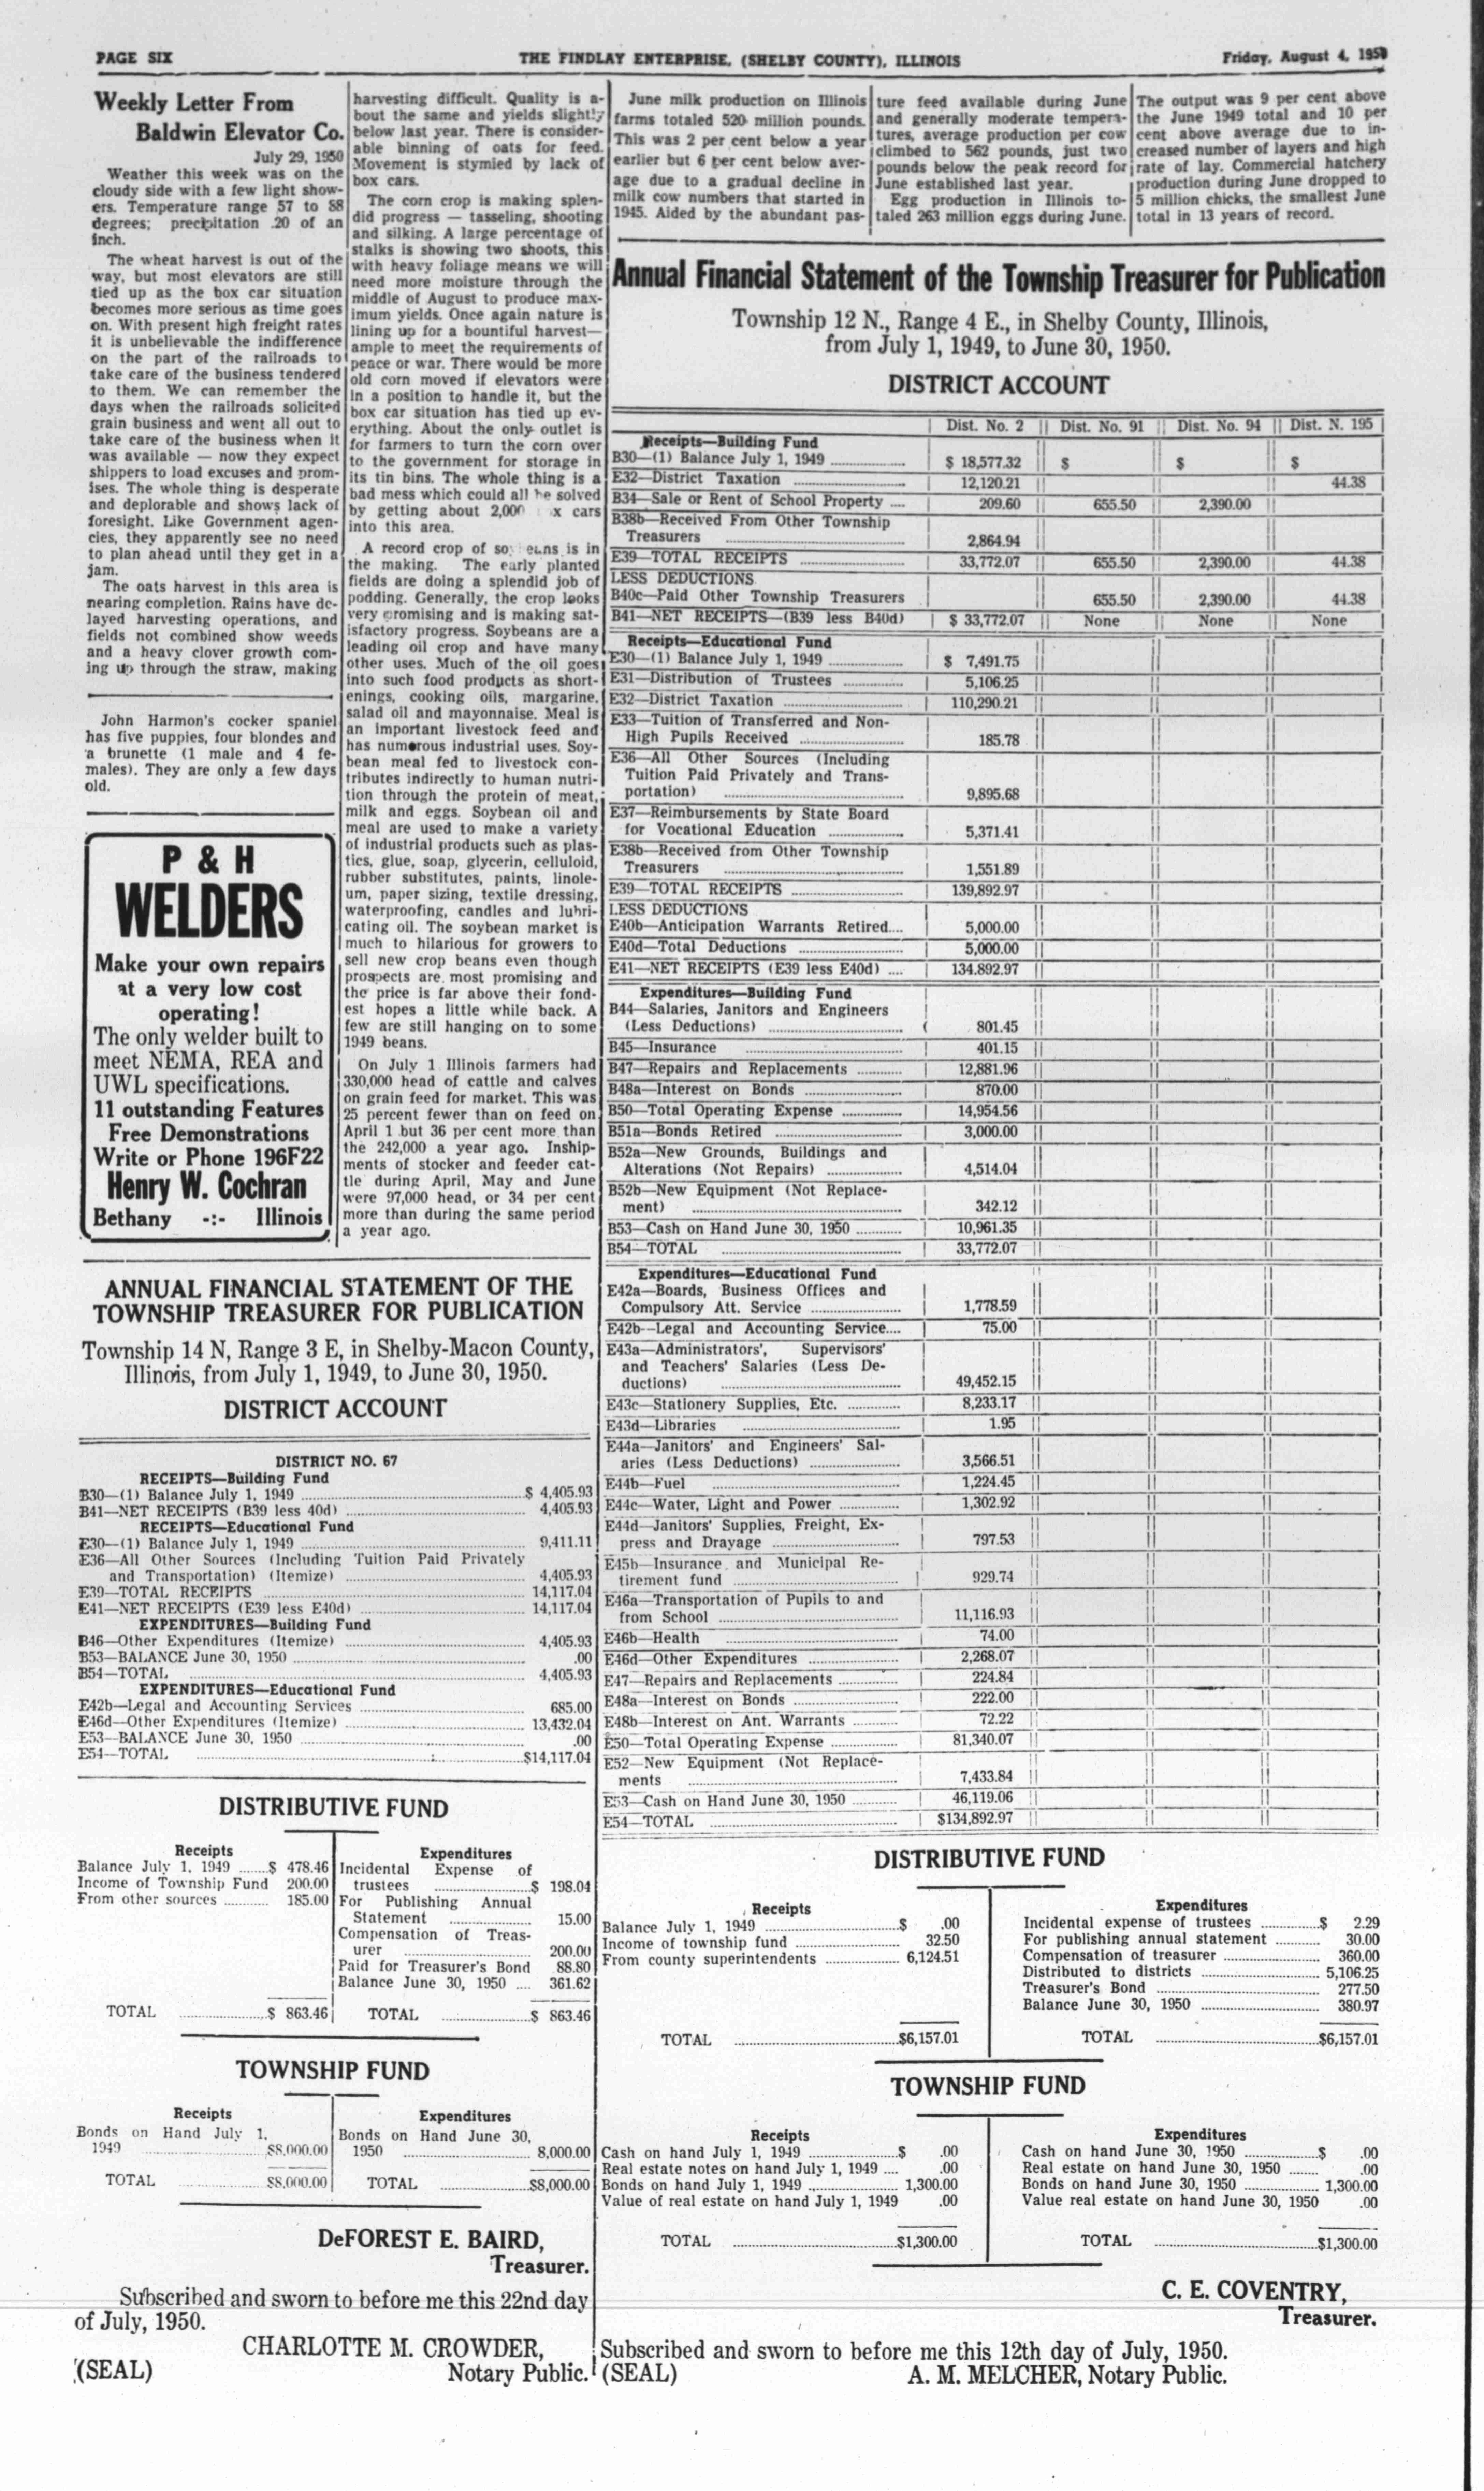 PAGE SIX
THE FINDLAY ENTERPRISE, (SHELBY COUNTY), ILLINOIS
Friday, August 4, 1950
Weekly Letter From
Baldwin Elevator Co.
July 29, 1950
Weather this week was on the
cloudy side with a few light show-
ers. Temperature range 57 to 88
degrees; precipitation .20 of an
inch.
The wheat harvest is out of the
way, but most elevators are still
tied up as the box car situation
becomes more serious as time goes
on. With present high freight rates
it is unbelievable the indifference
on the part of the railroads to
take care of the business tendered
to them. We can remember the
days when the railroads solicited
grain business and went all out to
take care of the business when it
was available — now they expect
shippers to load excuses and prom-
ises. The whole thing is desperate
and deplorable and shows lack of
foresight. Like Government agen-
cies, they apparently see no need
to plan ahead until they get in a
jam.
The oats harvest in this area is
nearing completion. Rains have de-
layed harvesting operations, and
fields not combined show weeds
and a heavy clover growth com-
ing up through the straw, making
harvesting difficult. Quality is a-
bout the same and yields slightly
below last year. There is consider-
able binning of oats for feed.
Movement is stymied by lack of
box cars.
The corn crop is making splen-
did progress — tasseling, shooting
and silking. A large percentage of
stalks is showing two shoots, this
with heavy foliage means we will
need more moisture through the
middle of August to produce max-
imum yields. Once again nature is
lining up for a bountiful harvest—
ample to meet the requirements of
peace or war. There would be more
old corn moved if elevators were
in a position to handle it, but the
box car situation has tied up ev-
erything. About the only outlet is
for farmers to turn the corn over
to the government for storage in
its tin bins. The whole thing is a
bad mess which could all be solved
by getting about 2,000 x cars
into this area.
A record crop of so eans is in
the making. The early planted
fields are doing a splendid job of
podding. Generally, the crop looks
very promising and is making sat-
isfactory progress. Soybeans are a
leading oil crop and have many
other uses. Much of the oil goes
into such food products as short-
enings, cooking oils, margarine,
salad oil and mayonnaise. Meal is
an important livestock feed and
has numerous industrial uses. Soy-
bean meal fed to livestock con-
tributes indirectly to human nutri-
tion through the protein of meat,
milk and eggs. Soybean oil and
meal are used to make a variety
of industrial products such as plas-
tics, glue, soap, glycerin, celluloid,
rubber substitutes, paints, linole-
um, paper sizing, textile dressing,
waterproofing, candles and lubri-
cating oil. The soybean market is
much to hilarious for growers to
sell new crop beans even though
prospects are most promising and
the price is far above their fond-
est hopes a little while back. A
few are still hanging on to some
1949 beans.
On July 1 Illinois farmers had
330,000 head of cattle and calves
on grain feed for market. This was
25 percent fewer than on feed on
April 1 but 36 per cent more than
the 242,000 a year ago. Inship-
ments of stocker and feeder cat-
tle during April, May and June
were 97,000 head, or 34 per cent
more than during the same period
a year ago.
June milk production on Illinois
farms totaled 520 million pounds.
This was 2 per cent below a year
earlier but 6 per cent below aver-
age due to a gradual decline in
milk cow numbers that started in
1945. Aided by the abundant pas-
ture feed available during June
and generally moderate tempera-
tures, average production per cow
climbed to 562 pounds, just two
pounds below the peak record for
June established last year.
Egg production in Illinois to-
taled 263 million eggs during June.
The output was 9 per cent above
the June 1949 total and 10 per
cent above average due to in-
creased number of layers and high
rate of lay. Commercial hatchery
production during June dropped to
5 million chicks, the smallest June
total in 13 years of record.
John Harmon's cocker spaniel
has five puppies, four blondes and
a brunette (1 male and 4 fe-
males). They are only a few days
old.
P & H
WELDERS
Make your own repairs
at a very low cost
operating!
The only welder built to
meet NEMA, REA and
UWL specifications.
11 outstanding Features
Free Demonstrations
Write or Phone 196F22
Henry W. Cochran
Bethany -:- Illinois
ANNUAL FINANCIAL STATEMENT OF THE
TOWNSHIP TREASURER FOR PUBLICATION
Township 14 N, Range 3 E, in Shelby-Macon County,
Illinois, from July 1, 1949, to June 30, 1950.
DISTRICT ACCOUNT
DISTRICT NO. 67
RECEIPTS—Building Fund
B30—(1) Balance July 1, 1949 $ 4,405.93
B41—NET RECEIPTS (B39 less 40d) 4,405.93
RECEIPTS—Educational Fund
E30—(1) Balance July 1, 1949 9,411.11
E36—All Other Sources (Including Tuition Paid Privately
and Transportation) (Itemize) 4,405.93
E39—TOTAL RECEIPTS 14,117.04
E41—NET RECEIPTS (E39 less E40d) 14,117.04
EXPENDITURES—Building Fund
B46—Other Expenditures (Itemize) 4,405.93
B53—BALANCE June 30, 1950 .00
B54—TOTAL 4,405.93
EXPENDITURES—Educational Fund
E42b—Legal and Accounting Services 685.00
E46d—Other Expenditures (Itemize) 13,432.04
E53—BALANCE June 30, 1950 .00
E54—TOTAL $14,117.04
DISTRIBUTIVE FUND
Receipts
Balance July 1, 1949 $ 478.46
Income of Township Fund 200.00
From other sources 185.00
TOTAL $ 863.46
Expenditures
Incidental Expense of
trustees $ 198.04
For Publishing Annual
Statement 15.00
Compensation of Treas-
urer 200.00
Paid for Treasurer's Bond 88.80
Balance June 30, 1950 361.62
TOTAL $ 863.46
TOWNSHIP FUND
Receipts
Bonds on Hand July 1,
1949 $8,000.00
TOTAL $8,000.00
Expenditures
Bonds on Hand June 30,
1950 8,000.00
TOTAL $8,000.00
DeFOREST E. BAIRD,
Treasurer.
Subscribed and sworn to before me this 22nd day
of July, 1950.
CHARLOTTE M. CROWDER,
(SEAL) Notary Public.
Annual Financial Statement of the Township Treasurer for Publication
Township 12 N., Range 4 E., in Shelby County, Illinois,
from July 1, 1949, to June 30, 1950.
DISTRICT ACCOUNT
Dist. No. 2 Dist. No. 91 Dist. No. 94 Dist. N. 195
Receipts—Building Fund
B30—(1) Balance July 1, 1949 $ 18,577.32 $ $ $
E32—District Taxation 12,120.21 44.38
B34—Sale or Rent of School Property 209.60 655.50 2,390.00
B38b—Received From Other Township
Treasurers 2,864.94
E39—TOTAL RECEIPTS 33,772.07 655.50 2,390.00 44.38
LESS DEDUCTIONS
B40c—Paid Other Township Treasurers 655.50 2,390.00 44.38
B41—NET RECEIPTS—(B39 less B40d) $ 33,772.07 None None None
Receipts—Educational Fund
E30—(1) Balance July 1, 1949 $ 7,491.75
E31—Distribution of Trustees 5,106.25
E32—District Taxation 110,290.21
E33—Tuition of Transferred and Non-
High Pupils Received 185.78
E36—All Other Sources (Including
Tuition Paid Privately and Trans-
portation) 9,895.68
E37—Reimbursements by State Board
for Vocational Education 5,371.41
E38b—Received from Other Township
Treasurers 1,551.89
E39—TOTAL RECEIPTS 139,892.97
LESS DEDUCTIONS
E40b—Anticipation Warrants Retired 5,000.00
E40d—Total Deductions 5,000.00
E41—NET RECEIPTS (E39 less E40d) 134.892.97
Expenditures—Building Fund
B44—Salaries, Janitors and Engineers
(Less Deductions) 801.45
B45—Insurance 401.15
B47—Repairs and Replacements 12,881.96
B48a—Interest on Bonds 870.00
B50—Total Operating Expense 14,954.56
B51a—Bonds Retired 3,000.00
B52a—New Grounds, Buildings and
Alterations (Not Repairs) 4,514.04
B52b—New Equipment (Not Replace-
ment) 342.12
B53—Cash on Hand June 30, 1950 10,961.35
B54—TOTAL 33,772.07
Expenditures—Educational Fund
E42a—Boards, Business Offices and
Compulsory Att. Service 1,778.59
E42b—Legal and Accounting Service 75.00
E43a—Administrators', Supervisors'
and Teachers' Salaries (Less De-
ductions) 49,452.15
E43c—Stationery Supplies, Etc. 8,233.17
E43d—Libraries 1.95
E44a—Janitors' and Engineers' Sal-
aries (Less Deductions) 3,566.51
E44b—Fuel 1,224.45
E44c—Water, Light and Power 1,302.92
E44d—Janitors' Supplies, Freight, Ex-
press and Drayage 797.53
E45b—Insurance and Municipal Re-
tirement fund 929.74
E46a—Transportation of Pupils to and
from School 11,116.93
E46b—Health 74.00
E46d—Other Expenditures 2,268.07
E47—Repairs and Replacements 224.84
E48a—Interest on Bonds 222.00
E48b—Interest on Ant. Warrants 72.22
E50—Total Operating Expense 81,340.07
E52—New Equipment (Not Replace-
ments 7,433.84
E53—Cash on Hand June 30, 1950 46,119.06
E54—TOTAL $134,892.97
DISTRIBUTIVE FUND
Receipts
Balance July 1, 1949 $ .00
Income of township fund 32.50
From county superintendents 6,124.51
TOTAL $6,157.01
Expenditures
Incidental expense of trustees $ 2.29
For publishing annual statement 30.00
Compensation of treasurer 360.00
Distributed to districts 5,106.25
Treasurer's Bond 277.50
Balance June 30, 1950 380.97
TOTAL $6,157.01
TOWNSHIP FUND
Receipts
Cash on hand July 1, 1949 $ .00
Real estate notes on hand July 1, 1949 .00
Bonds on hand July 1, 1949 1,300.00
Value of real estate on hand July 1, 1949 .00
TOTAL $1,300.00
Expenditures
Cash on hand June 30, 1950 $ .00
Real estate on hand June 30, 1950 .00
Bonds on hand June 30, 1950 1,300.00
Value real estate on hand June 30, 1950 .00
TOTAL $1,300.00
C. E. COVENTRY,
Treasurer.
Subscribed and sworn to before me this 12th day of July, 1950.
(SEAL) A. M. MELCHER, Notary Public.